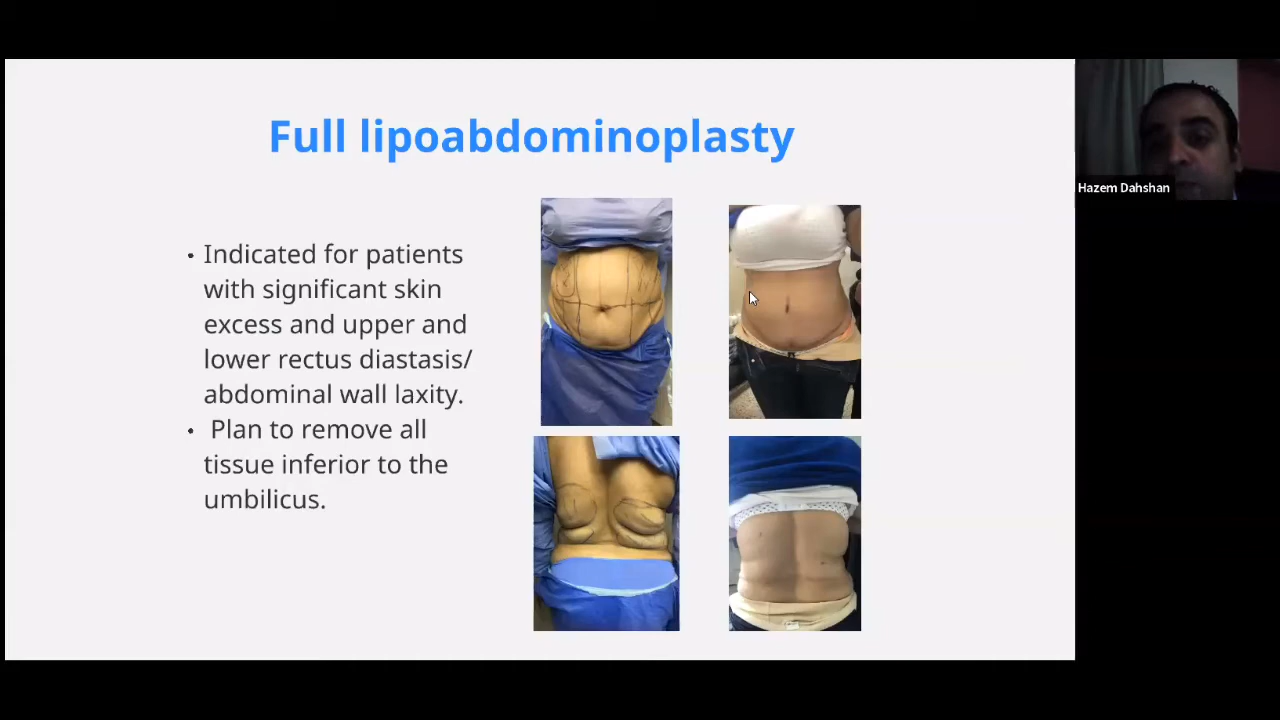 Full lipoabdominoplasty
• Indicated for patients
with significant skin
excess and upper and
lower rectus diastasis/
abdominal wall laxity.
• Plan to remove all
tissue inferior to the
umbilicus.
Hazem Dahshan